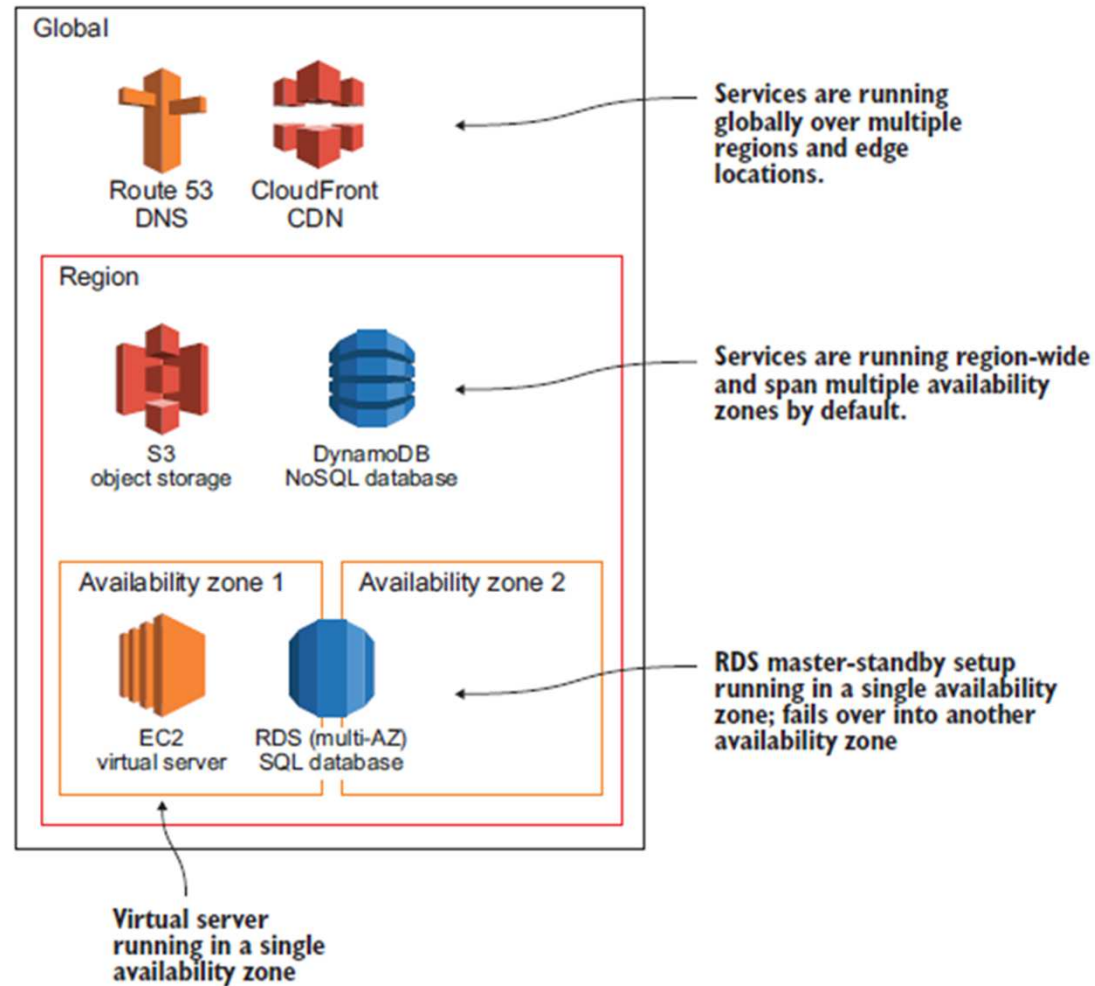 Global
Route 53
DNS
CloudFront
CDN
Services are running
globally over multiple
regions and edge
locations.
Region
S3
object storage
DynamoDB
NoSQL database
Services are running region-wide
and span multiple availability
zones by default.
Availability zone 1
Availability zone 2
EC2
virtual server
RDS (multi-AZ)
SQL database
RDS master-standby setup
running in a single availability
zone; fails over into another
availability zone
Virtual server
running in a single
availability zone